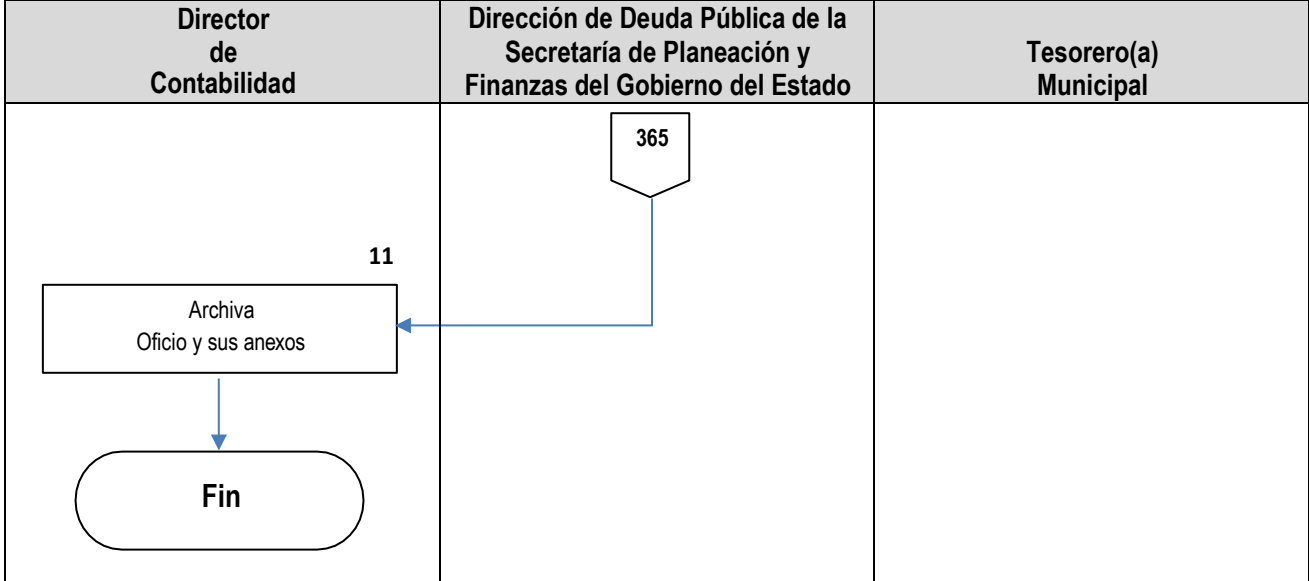 Director
de
Contabilidad
Dirección de Deuda Pública de la
Secretaría de Planeación y
Finanzas del Gobierno del Estado
Tesorero(a)
Municipal
365
11
Archiva
Oficio y sus anexos
Fin